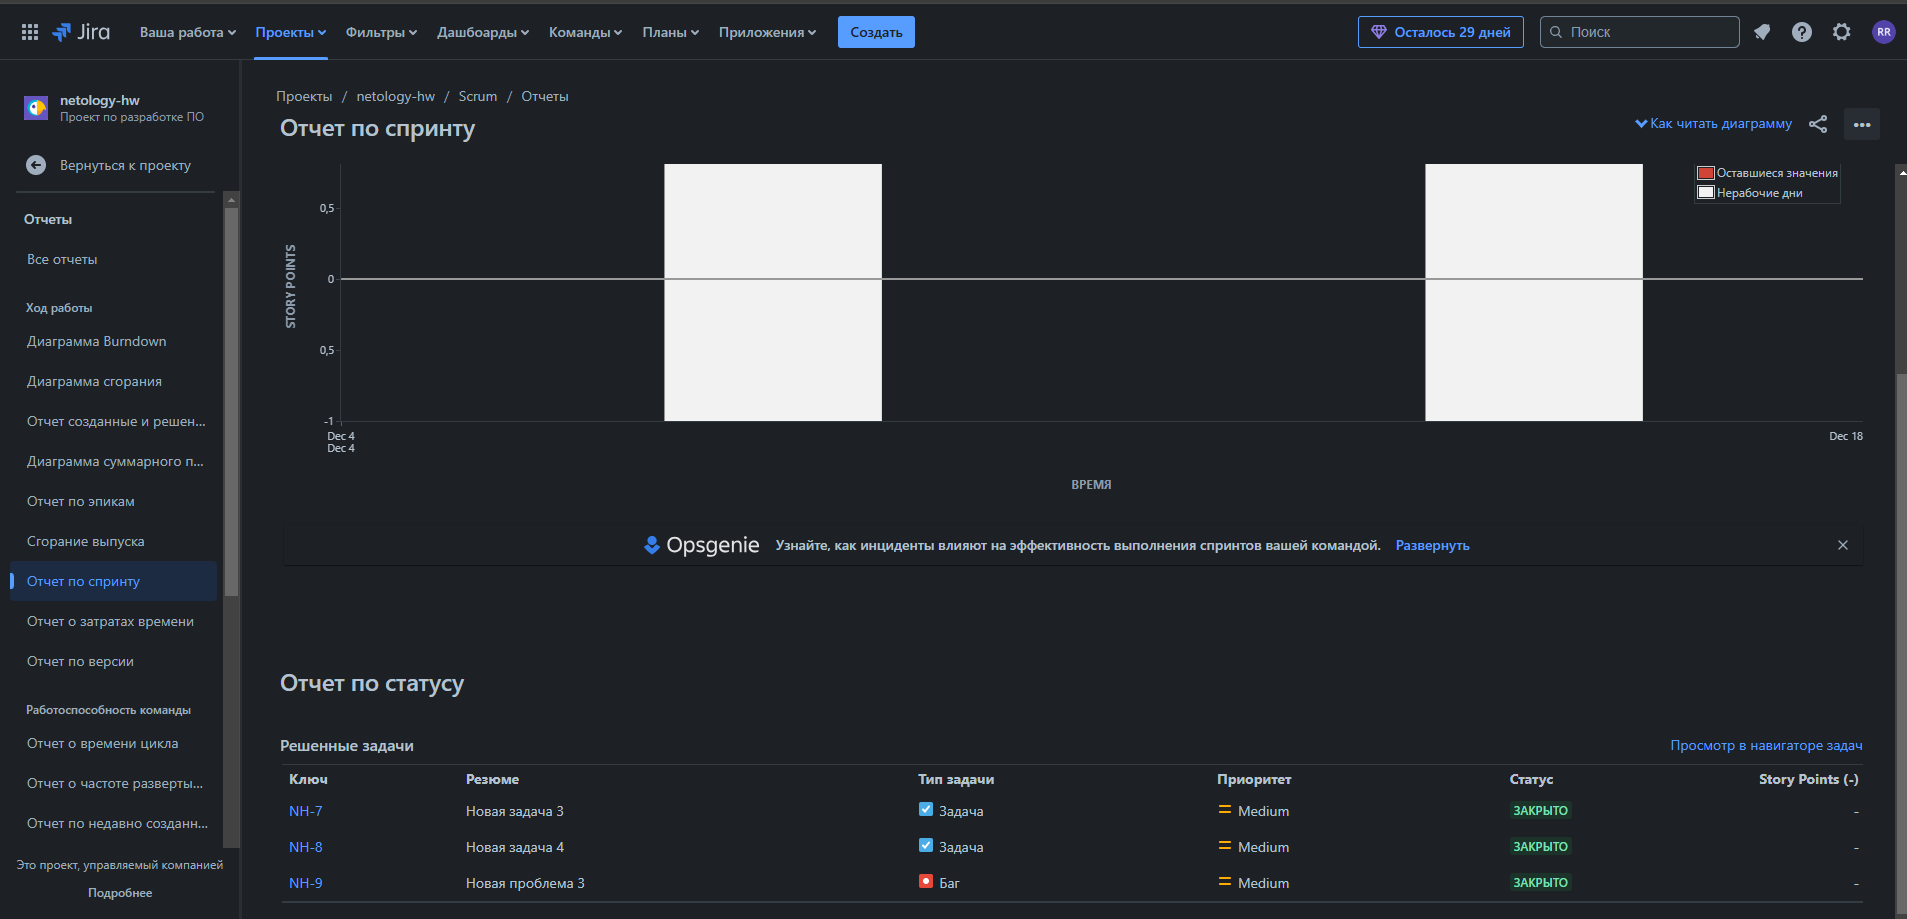 Jira
Ваша работа
Проекты
Фильтры
Дашбоарды
Команды
Планы
Приложения
Создать
Осталось 29 дней
Поиск
RR
netology-hw
Проект по разработке ПО
Вернуться к проекту
Отчеты
Все отчеты
Ход работы
Диаграмма Burndown
Диаграмма сгорания
Отчет созданные и решен...
Диаграмма суммарного п...
Отчет по эпикам
Сгорание выпуска
Отчет по спринту
Отчет о затратах времени
Отчет по версии
Работоспособность команды
Отчет о времени цикла
Отчет о частоте разверты...
Отчет по недавно созданн...
Это проект, управляемый компанией
Подробнее
Проекты / netology-hw / Scrum / Отчеты
Отчет по спринту
Как читать диаграмму
Оставшиеся значения
Нерабочие дни
STORY POINTS
0,5
0
0,5
-1
Dec 4
Dec 4
Dec 18
ВРЕМЯ
Opsgenie Узнайте, как инциденты влияют на эффективность выполнения спринтов вашей командой. Развернуть
Отчет по статусу
Решенные задачи
Просмотр в навигаторе задач
Ключ Резюме Тип задачи Приоритет Статус Story Points (-)
NH-7 Новая задача 3 Задача Medium ЗАКРЫТО -
NH-8 Новая задача 4 Задача Medium ЗАКРЫТО -
NH-9 Новая проблема 3 Баг Medium ЗАКРЫТО -